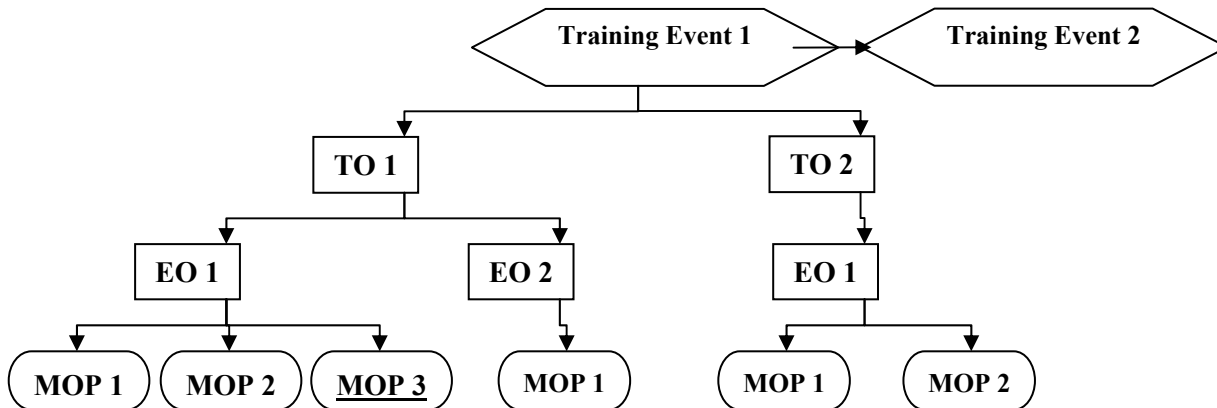 Training Event 1
Training Event 2
TO 1
TO 2
EO 1
EO 2
EO 1
MOP 1
MOP 2
MOP 3
MOP 1
MOP 1
MOP 2